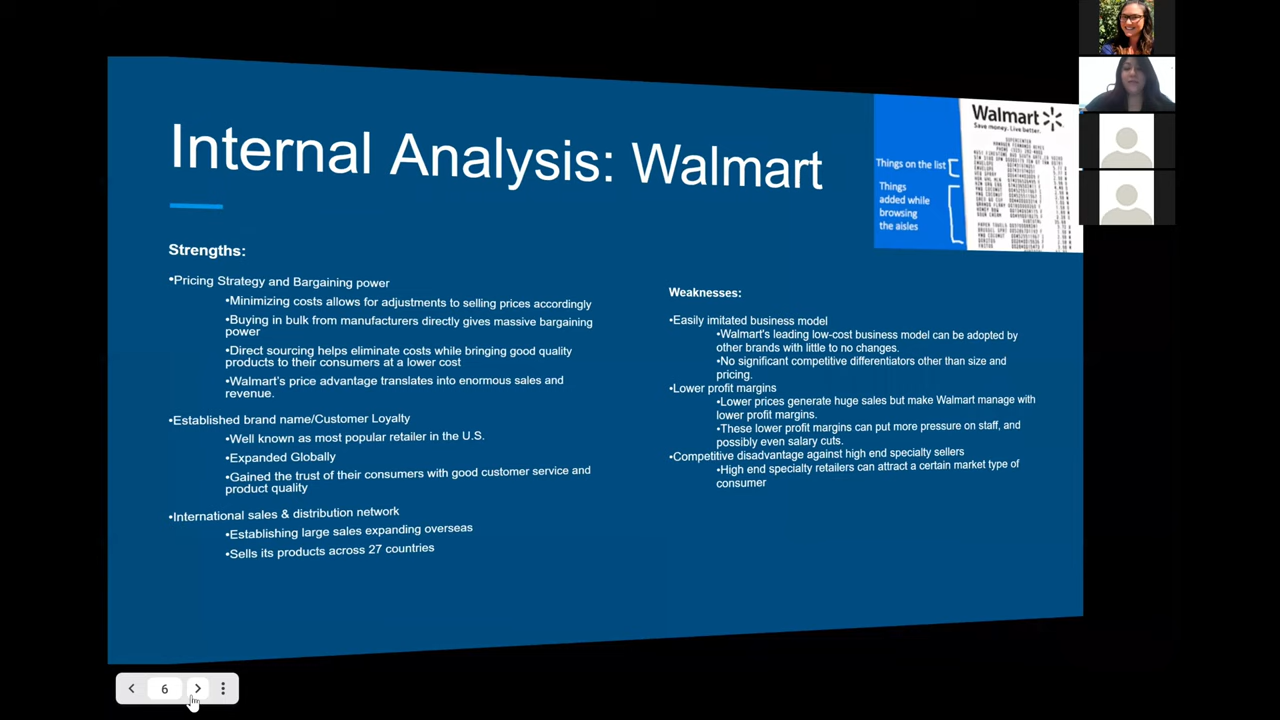 Internal Analysis: Walmart
Walmart
Save money. Live better.
Things on the list
Things
added while
browsing
the aisles
Strengths:
•Pricing Strategy and Bargaining power
•Minimizing costs allows for adjustments to selling prices accordingly
•Buying in bulk from manufacturers directly gives massive bargaining
power
•Direct sourcing helps eliminate costs while bringing good quality
products to their consumers at a lower cost
•Walmart's price advantage translates into enormous sales and
revenue.
•Established brand name/Customer Loyalty
•Well known as most popular retailer in the U.S.
•Expanded Globally
•Gained the trust of their consumers with good customer service and
product quality
•International sales & distribution network
•Establishing large sales expanding overseas
•Sells its products across 27 countries
Weaknesses:
•Easily imitated business model
•Walmart's leading low-cost business model can be adopted by
other brands with little to no changes.
•No significant competitive differentiators other than size and
pricing.
•Lower profit margins
•Lower prices generate huge sales but make Walmart manage with
lower profit margins.
•These lower profit margins can put more pressure on staff, and
possibly even salary cuts.
•Competitive disadvantage against high end specialty sellers
•High end specialty retailers can attract a certain market type of
consumer
6